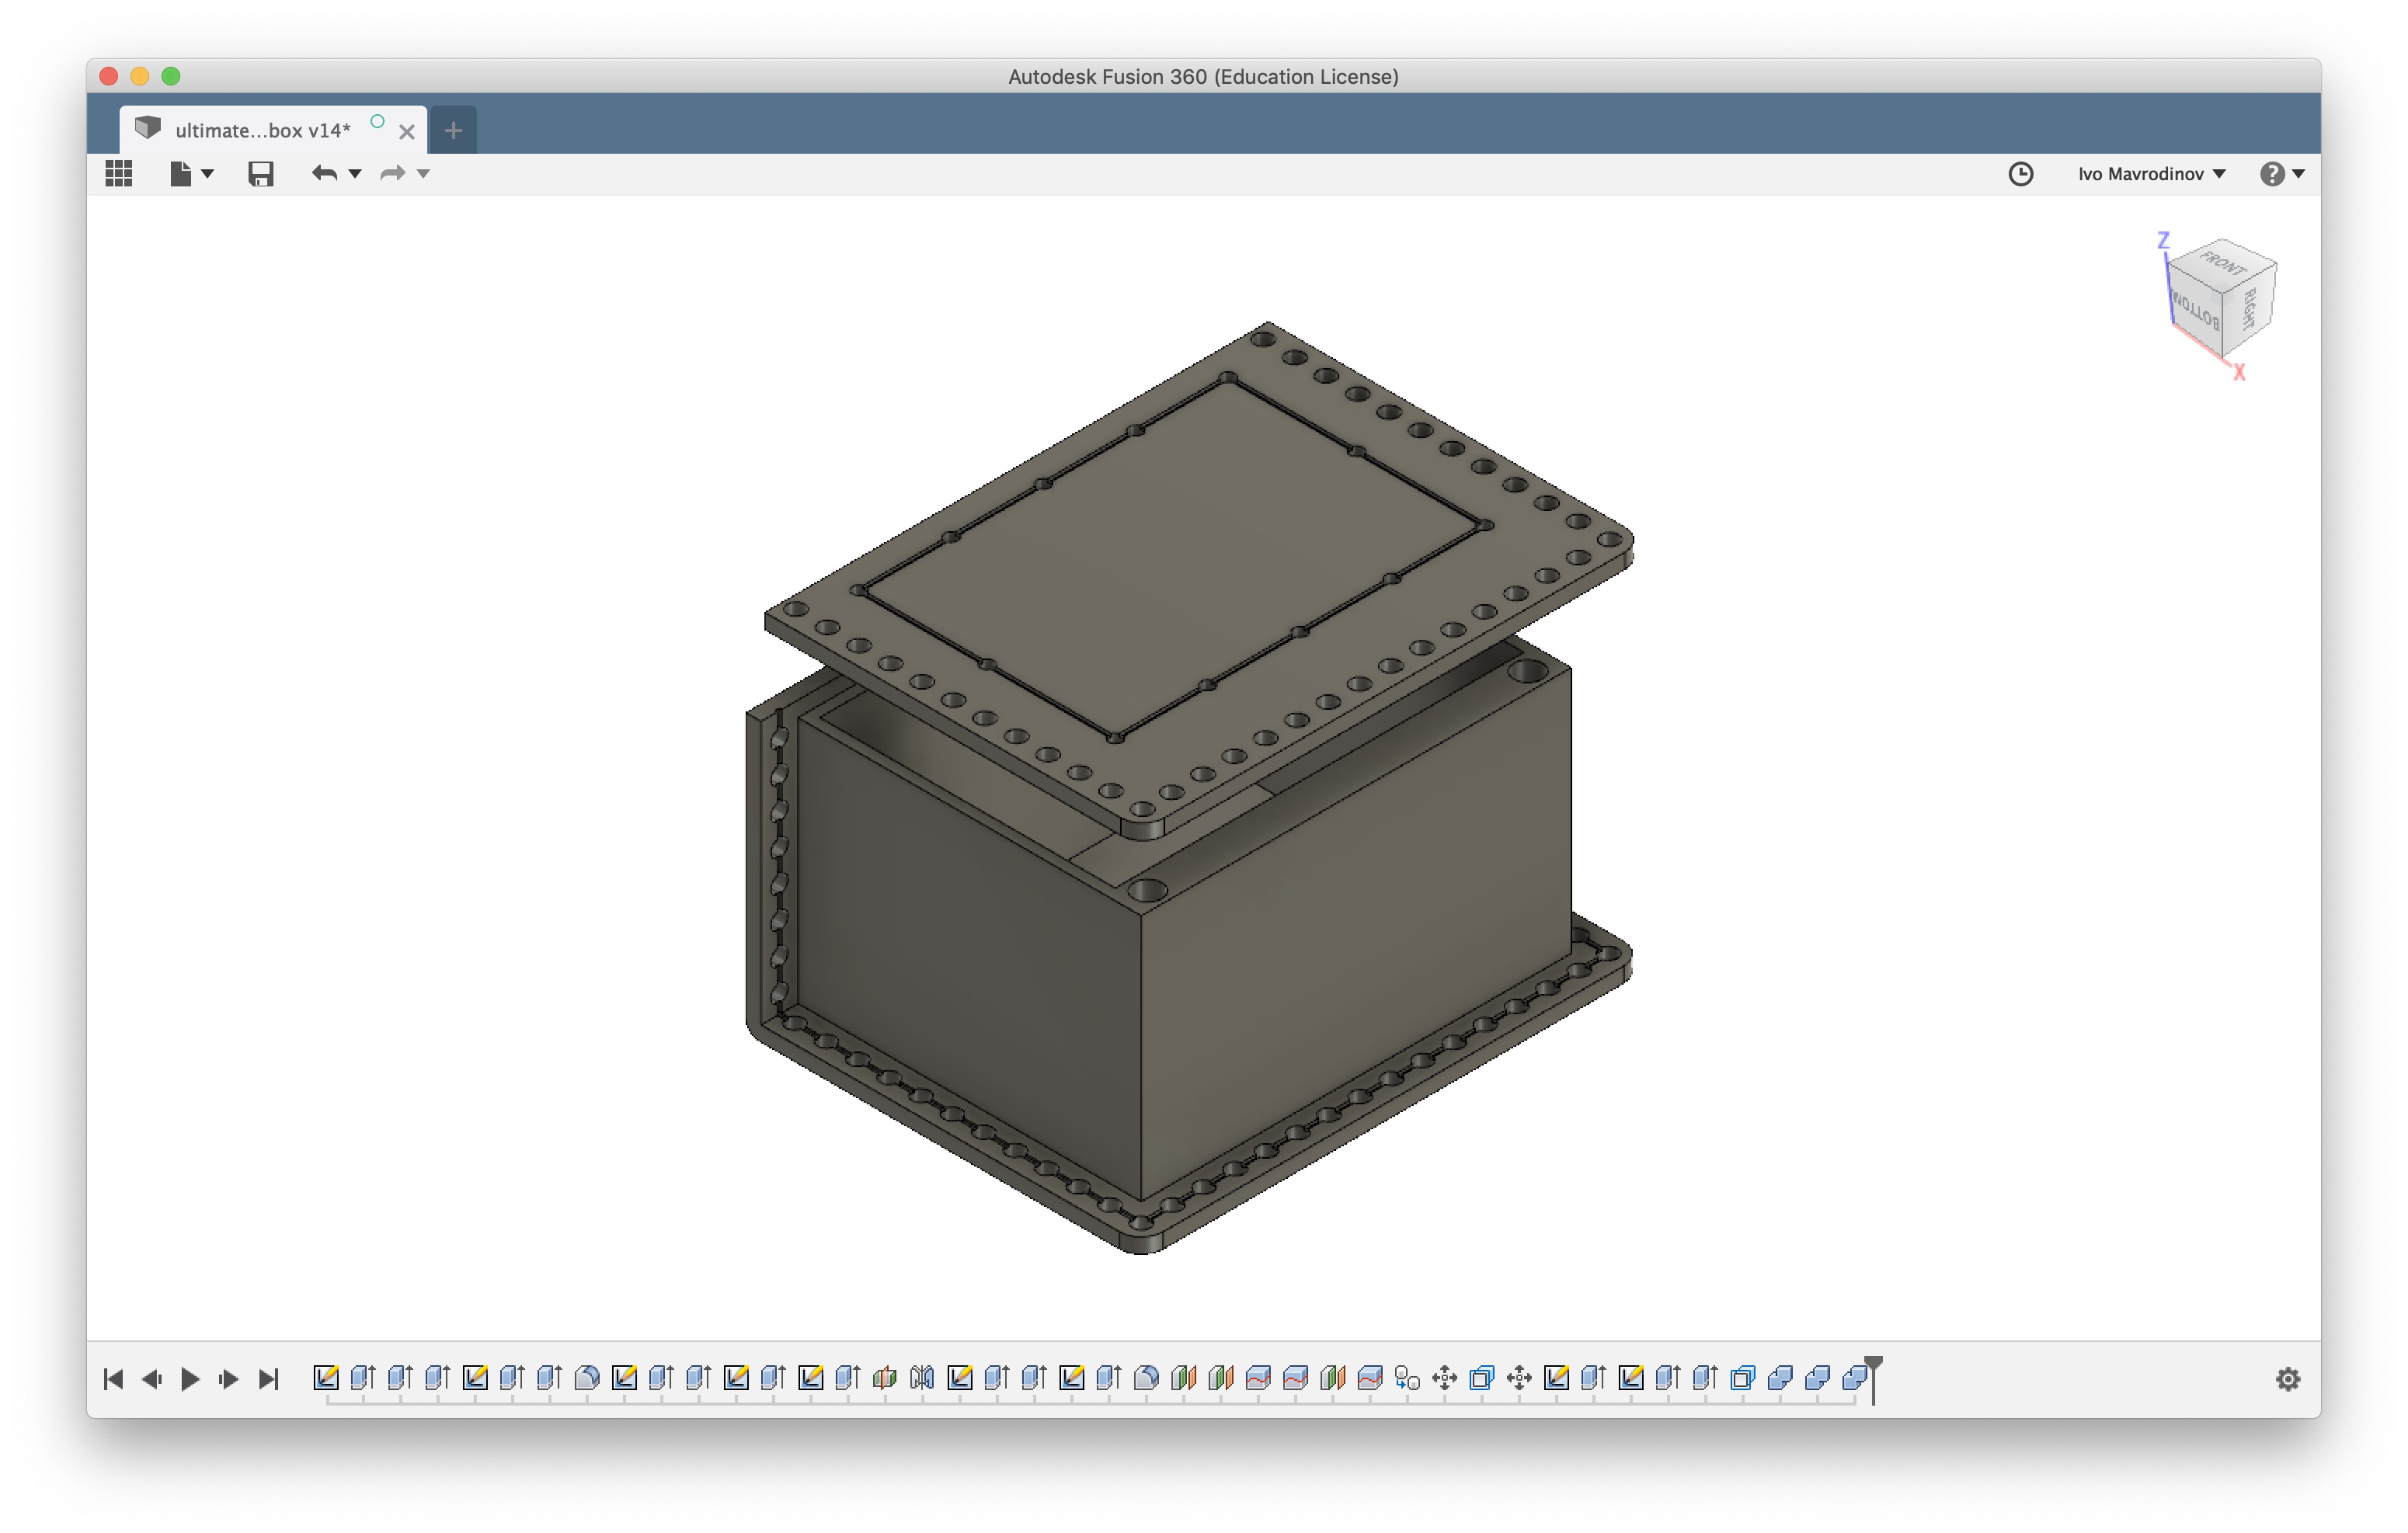 Autodesk Fusion 360 (Education License)
ultimate...box v14*
Ivo Mavrodinov
?
Z
FRONT
BOTTOM
RIGHT
X